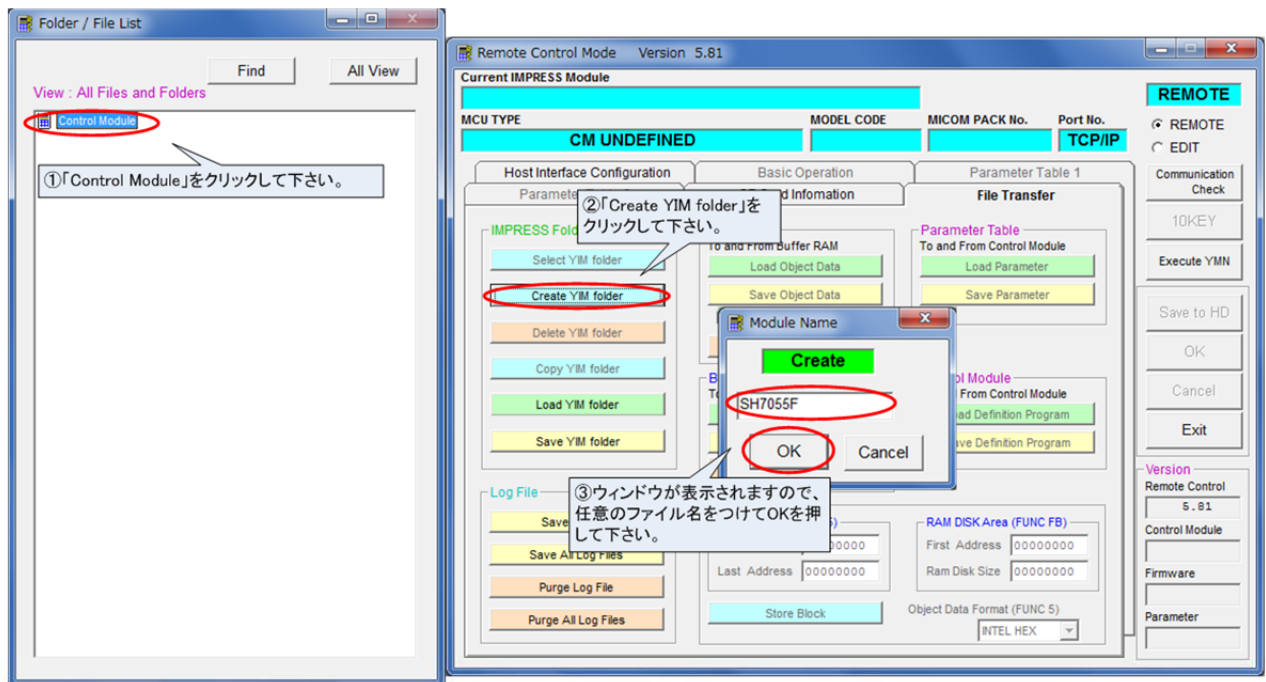 Folder / File List
Find
All View
View : All Files and Folders
Control Module
①「Control Module」をクリックして下さい。
Remote Control Mode Version 5.81
Current IMPRESS Module
MCU TYPE
MODEL CODE
MICOM PACK No.
Port No.
CM UNDEFINED
TCP/IP
Host Interface Configuration
Basic Operation
Parameter Table 1
File Transfer
②「Create YIM folder」を
クリックして下さい。
IMPRESS
Select YIM folder
Create YIM folder
Delete YIM folder
Copy YIM folder
Load YIM folder
Save YIM folder
To and From Buffer RAM
Load Object Data
Save Object Data
Parameter Table
To and From Control Module
Load Parameter
Save Parameter
Module Name
Create
SH7055F
OK
Cancel
Module
From Control Module
Definition Program
Definition Program
③ウィンドウが表示されますので、
任意のファイル名をつけてOKを押
して下さい。
Log File
Save
Save All Log Files
Purge Log File
Purge All Log Files
Last Address 00000000
Store Block
RAM DISK Area (FUNC FB)
First Address 00000000
Ram Disk Size 00000000
Object Data Format (FUNC 5)
INTEL HEX
REMOTE
REMOTE
EDIT
Communication
Check
10KEY
Execute YMN
Save to HD
OK
Cancel
Exit
Version
Remote Control
5.81
Control Module
Firmware
Parameter